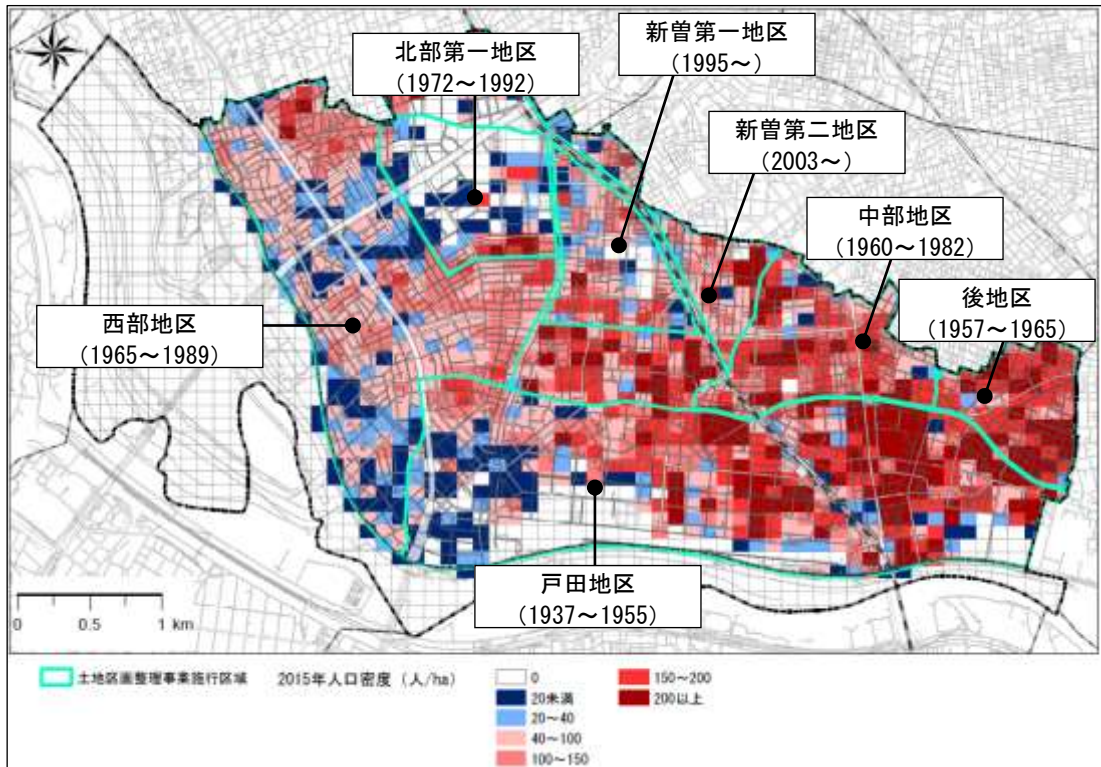 北部第一地区
(1972～1992)
新曽第一地区
(1995～)
新曽第二地区
(2003～)
中部地区
(1960～1982)
後地区
(1957～1965)
西部地区
(1965～1989)
戸田地区
(1937～1955)
0 0.5 1 km
土地区画整理事業施行区域
2015年人口密度 (人/ha)
0
20未満
20～40
40～100
100～150
150～200
200以上